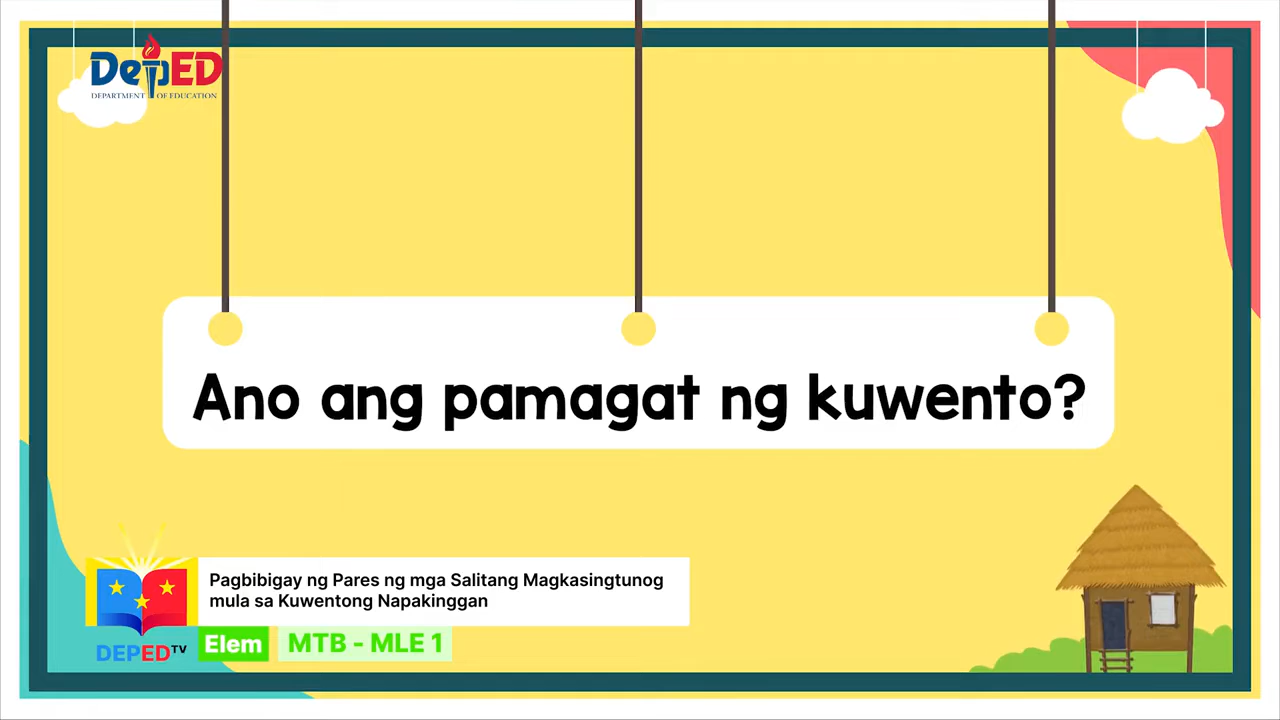 DepED
DEPARTMENT OF EDUCATION
Ano ang pamagat ng kuwento?
Pagbibigay ng Pares ng mga Salitang Magkasingtunog
mula sa Kuwentong Napakinggan
DEPED TV
Elem MTB - MLE 1